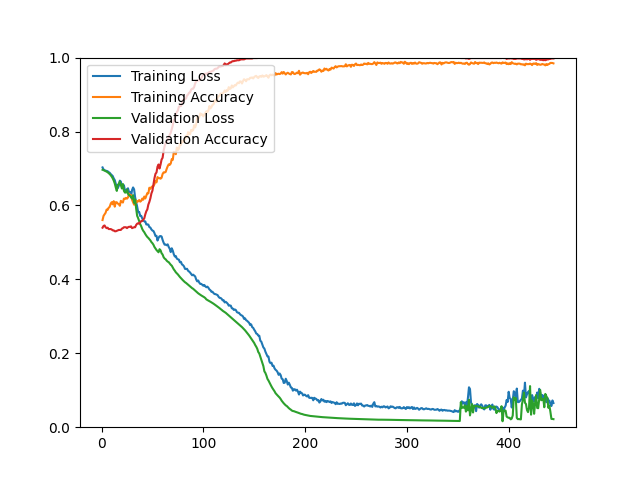 1.0
0.8
0.6
0.4
0.2
0.0
0 100 200 300 400
Training Loss
Training Accuracy
Validation Loss
Validation Accuracy